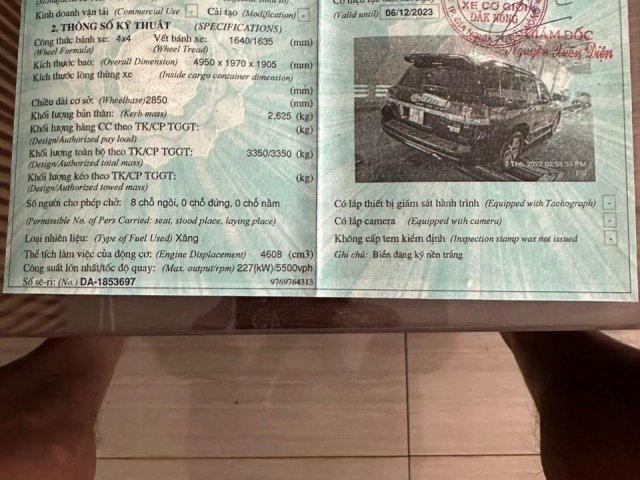 Kinh doanh vận tải (Commercial Use - Cải tạo (Modification) -
2. THÔNG SỐ KỸ THUẬT (SPECIFICATIONS)
Công thức bánh xe: 4x4 Vết bánh xe: 1640/1635 (mm)
(Wheel Formula) (Wheel Tread)
Kích thước bao: (Overall Dimension) 4950 x 1970 x 1905 (mm)
Kích thước lòng thùng xe (Inside cargo container dimension)
(mm)
Chiều dài cơ sở: (Wheelbase) 2850 (mm)
Khối lượng bản thân: (Kerb mass) 2,625 (kg)
Khối lượng hàng CC theo TK/CP TGGT: (kg)
(Design/Authorized pay load)
Khối lượng toàn bộ theo TK/CP TGGT: 3350/3350 (kg)
(Design/Authorized total mass)
Khối lượng kéo theo TK/CP TGGT: (kg)
(Design/Authorized towed mass)
Số người cho phép chở: 8 chỗ ngồi, 0 chỗ đứng, 0 chỗ nằm
(Permissible No. of Pers Carried: seat, stood place, laying place)
Loại nhiên liệu: (Type of Fuel Used) Xăng
Thể tích làm việc của động cơ: (Engine Displacement) 4608 (cm3)
Công suất lớn nhất/tốc độ quay: (Max. output/rpm) 227(kW)/5500vph
Số sê-ri: (No.) DA-1853697 9769764313
(Valid until) 06/12/2023
XE CƠ GIỚI
ĐẮK NÔNG
GIÁM ĐỐC
Nguyễn Xuân Diễn
2022 02:58:55 PM
Có lắp thiết bị giám sát hành trình (Equipped with Tachograph) -
Có lắp camera (Equipped with camera) -
Không cấp tem kiểm định (Inspection stamp was not issued -
Ghi chú: Biển đăng ký nền trắng